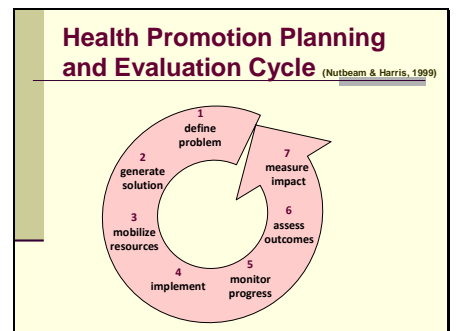 Health Promotion Planning
and Evaluation Cycle (Nutbeam & Harris, 1999)
1
define
problem
2
generate
solution
3
mobilize
resources
4
implement
5
monitor
progress
6
assess
outcomes
7
measure
impact